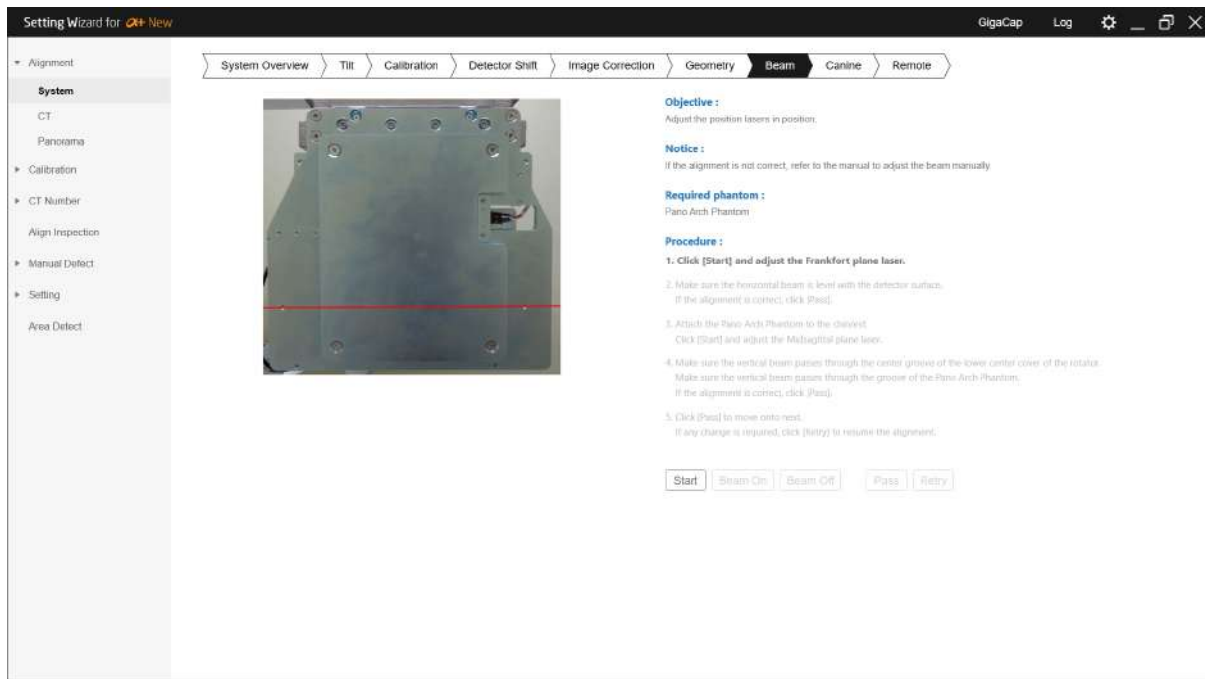 Setting Wizard for α+ New
GigaCap
Log
Alignment
System
CT
Panorama
Calibration
CT Number
Align Inspection
Manual Defect
Setting
Area Defect
System Overview
Tilt
Calibration
Detector Shift
Image Correction
Geometry
Beam
Canine
Remote
Objective :
Adjust the position lasers in position.
Notice :
If the alignment is not correct, refer to the manual to adjust the beam manually.
Required phantom :
Pano Arch Phantom
Procedure :
1. Click [Start] and adjust the Frankfort plane laser.
2. Make sure the horizontal beam is level with the detector surface.
If the alignment is correct, click [Pass].
3. Attach the Pano Arch Phantom to the chinrest.
Click [Start] and adjust the Midsagittal plane laser.
4. Make sure the vertical beam passes through the center groove of the lower center cover of the rotator.
Make sure the vertical beam passes through the groove of the Pano Arch Phantom.
If the alignment is correct, click [Pass].
5. Click [Pass] to move onto next.
If any change is required, click [Retry] to resume the alignment.
Start
Beam On
Beam Off
Pass
Retry